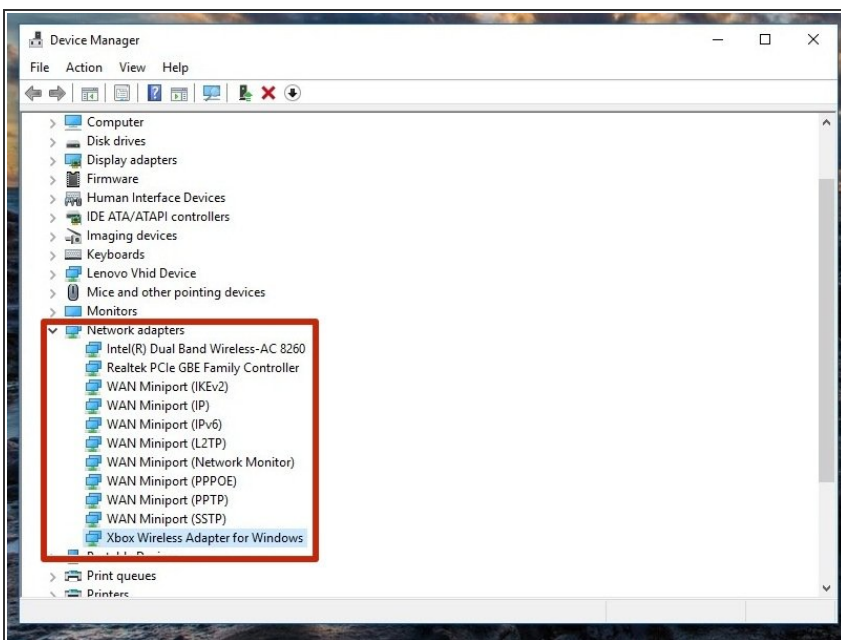 Device Manager
File Action View Help
Computer
Disk drives
Display adapters
Firmware
Human Interface Devices
IDE ATA/ATAPI controllers
Imaging devices
Keyboards
Lenovo Vhid Device
Mice and other pointing devices
Monitors
Network adapters
Intel(R) Dual Band Wireless-AC 8260
Realtek PCIe GBE Family Controller
WAN Miniport (IKEv2)
WAN Miniport (IP)
WAN Miniport (IPv6)
WAN Miniport (L2TP)
WAN Miniport (Network Monitor)
WAN Miniport (PPPOE)
WAN Miniport (PPTP)
WAN Miniport (SSTP)
Xbox Wireless Adapter for Windows
Print queues
Printers